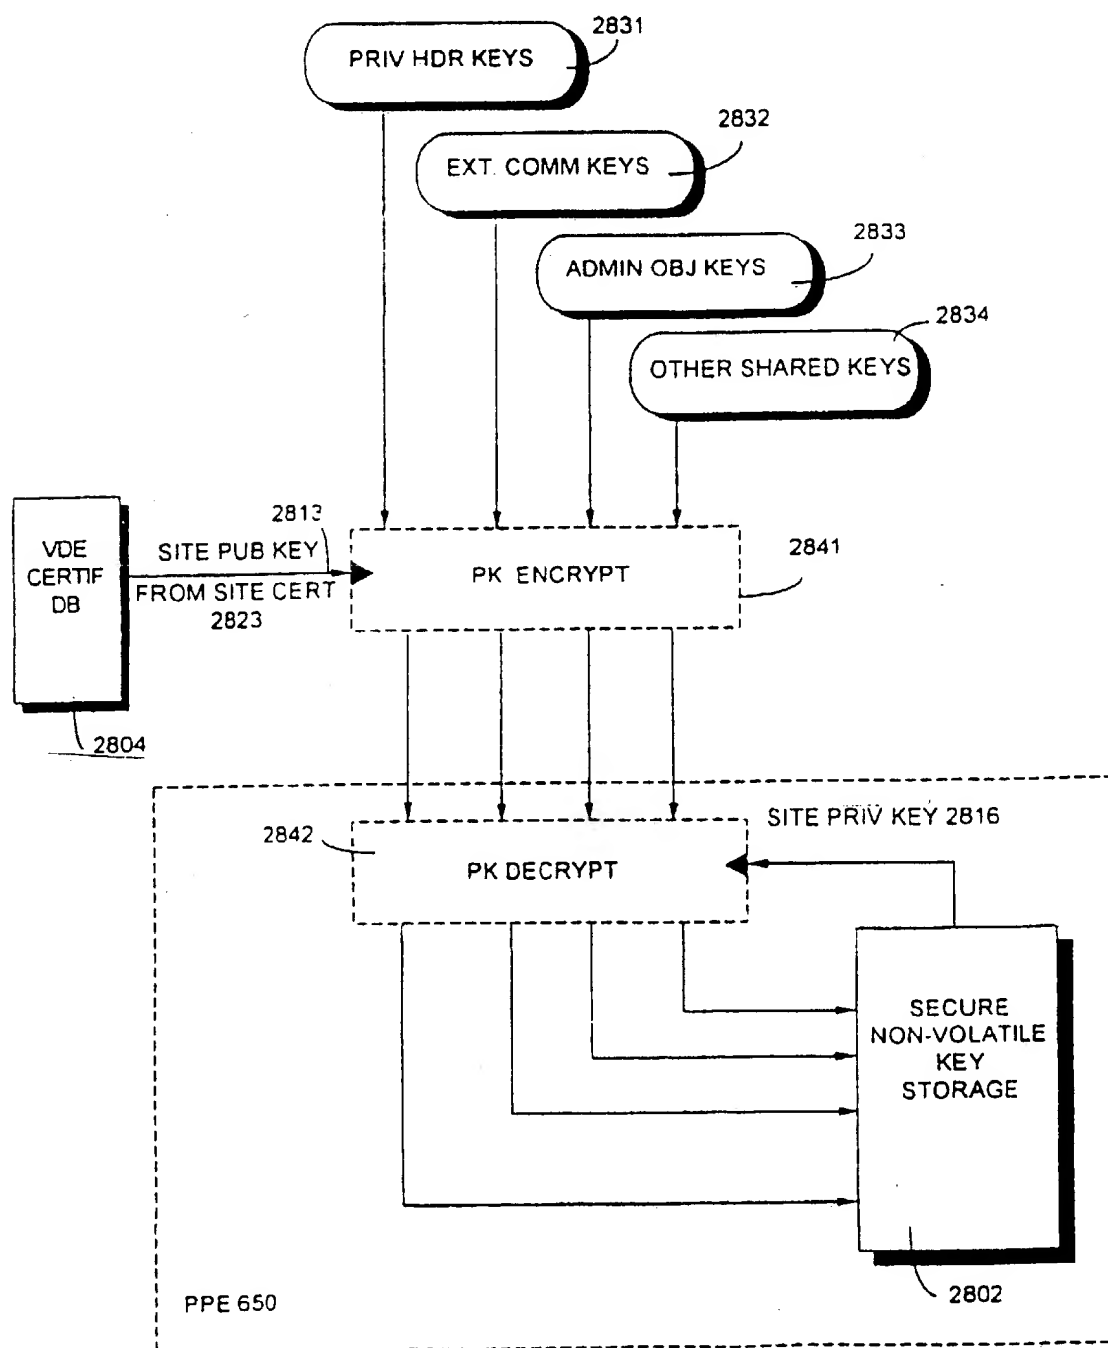 2831
PRIV HDR KEYS
2832
EXT. COMM KEYS
2833
ADMIN OBJ KEYS
2834
OTHER SHARED KEYS
2813
SITE PUB KEY
FROM SITE CERT
2823
VDE
CERTIF
DB
2804
PK ENCRYPT
2841
SITE PRIV KEY 2816
2842
PK DECRYPT
SECURE
NON-VOLATILE
KEY
STORAGE
2802
PPE 650